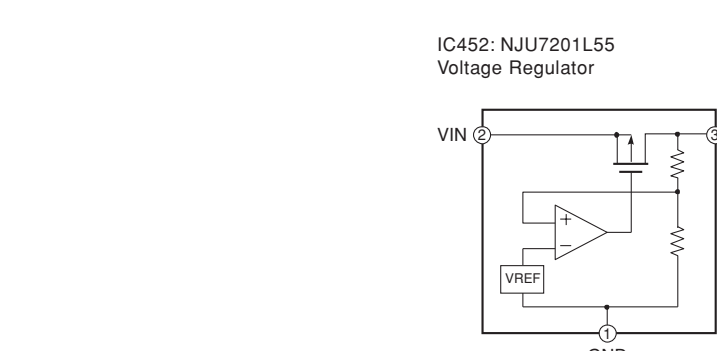 IC452: NJU7201L55
Voltage Regulator
VIN 2
3
+
−
VREF
1